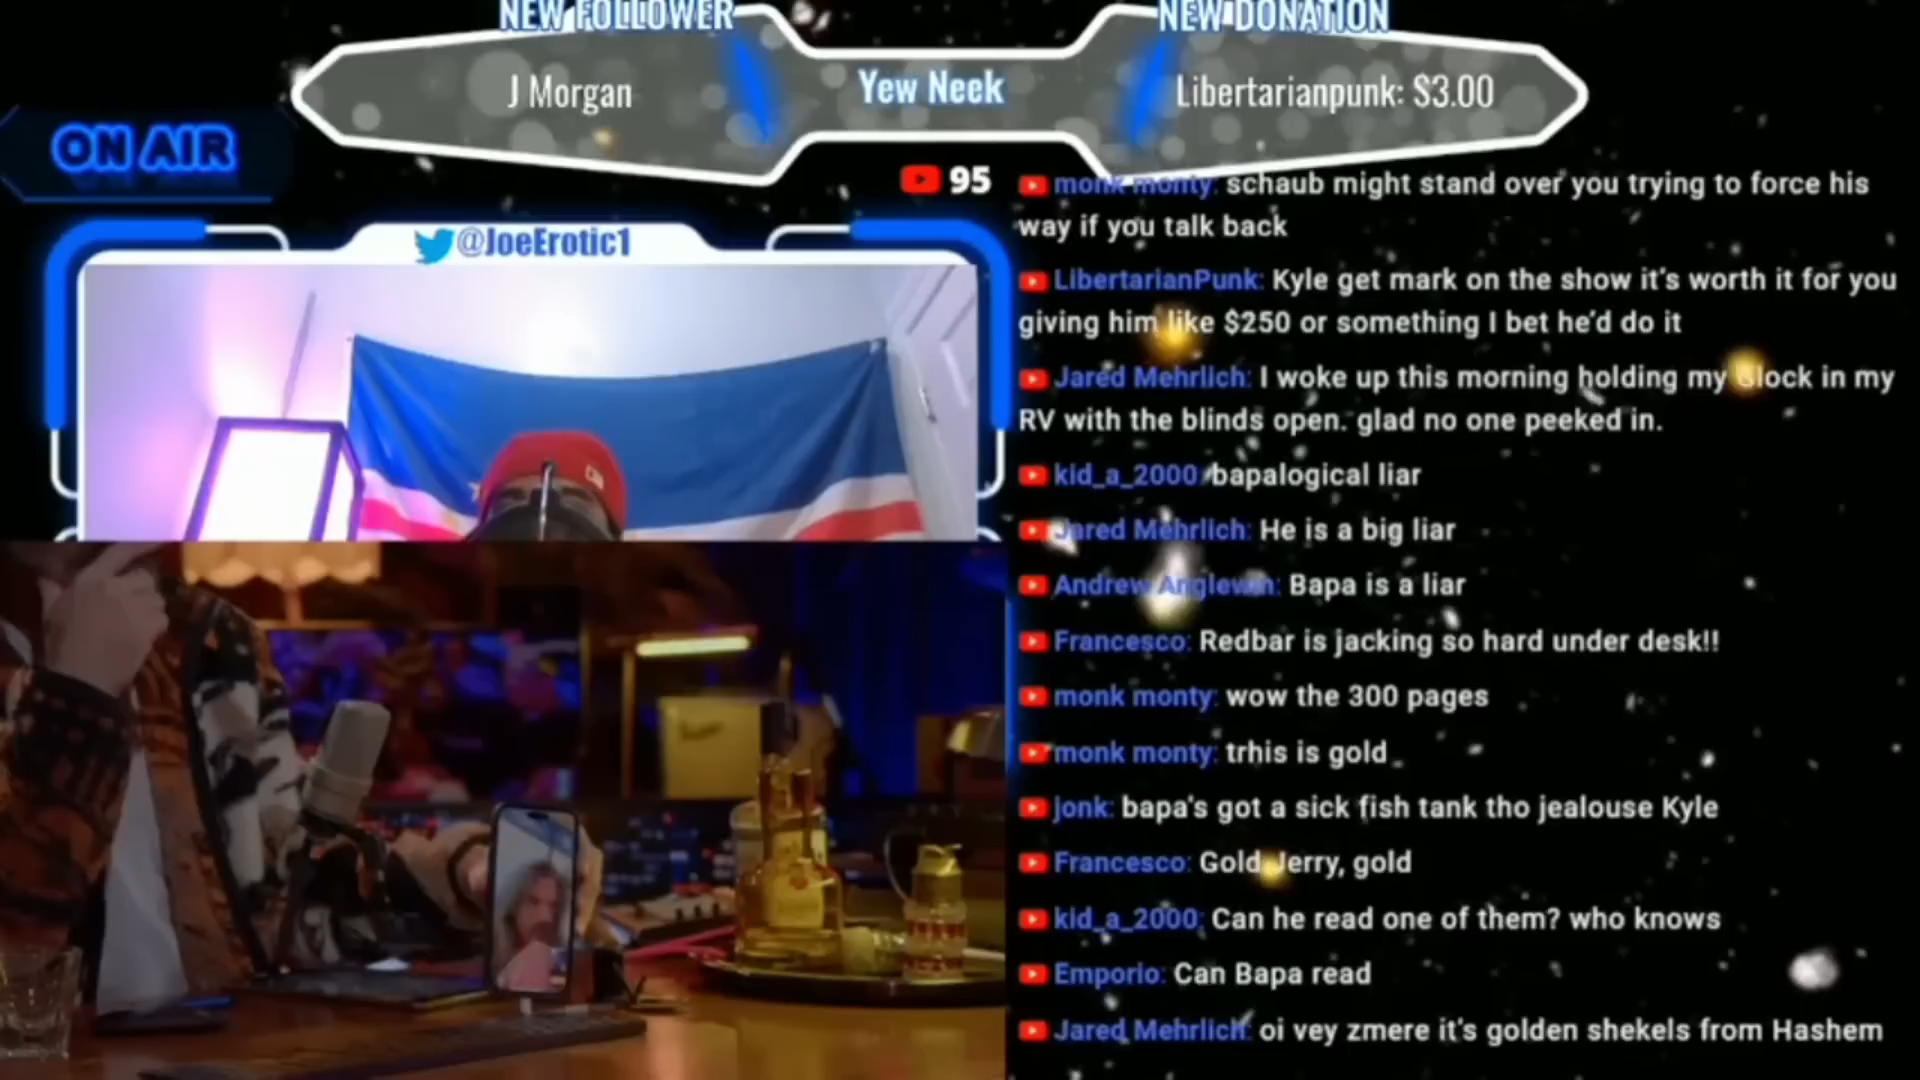 NEW FOLLOWER
NEW DONATION
J Morgan
Yew Neek
Libertarianpunk: $3.00
ON AIR
95
@JoeErotic1
monk monty: schaub might stand over you trying to force his
way if you talk back
LibertarianPunk: Kyle get mark on the show it's worth it for you
giving him like $250 or something I bet he'd do it
Jared Mehrlich: I woke up this morning holding my Glock in my
RV with the blinds open. glad no one peeked in.
kid_a_2000: bapalogical liar
Jared Mehrlich: He is a big liar
Andrew Anglewin: Bapa is a liar
Francesco: Redbar is jacking so hard under desk!!
monk monty: wow the 300 pages
monk monty: trhis is gold
jonk: bapa's got a sick fish tank tho jealouse Kyle
Francesco: Gold Jerry, gold
kid_a_2000: Can he read one of them? who knows
Emporio: Can Bapa read
Jared Mehrlich: oi vey zmere it's golden shekels from Hashem